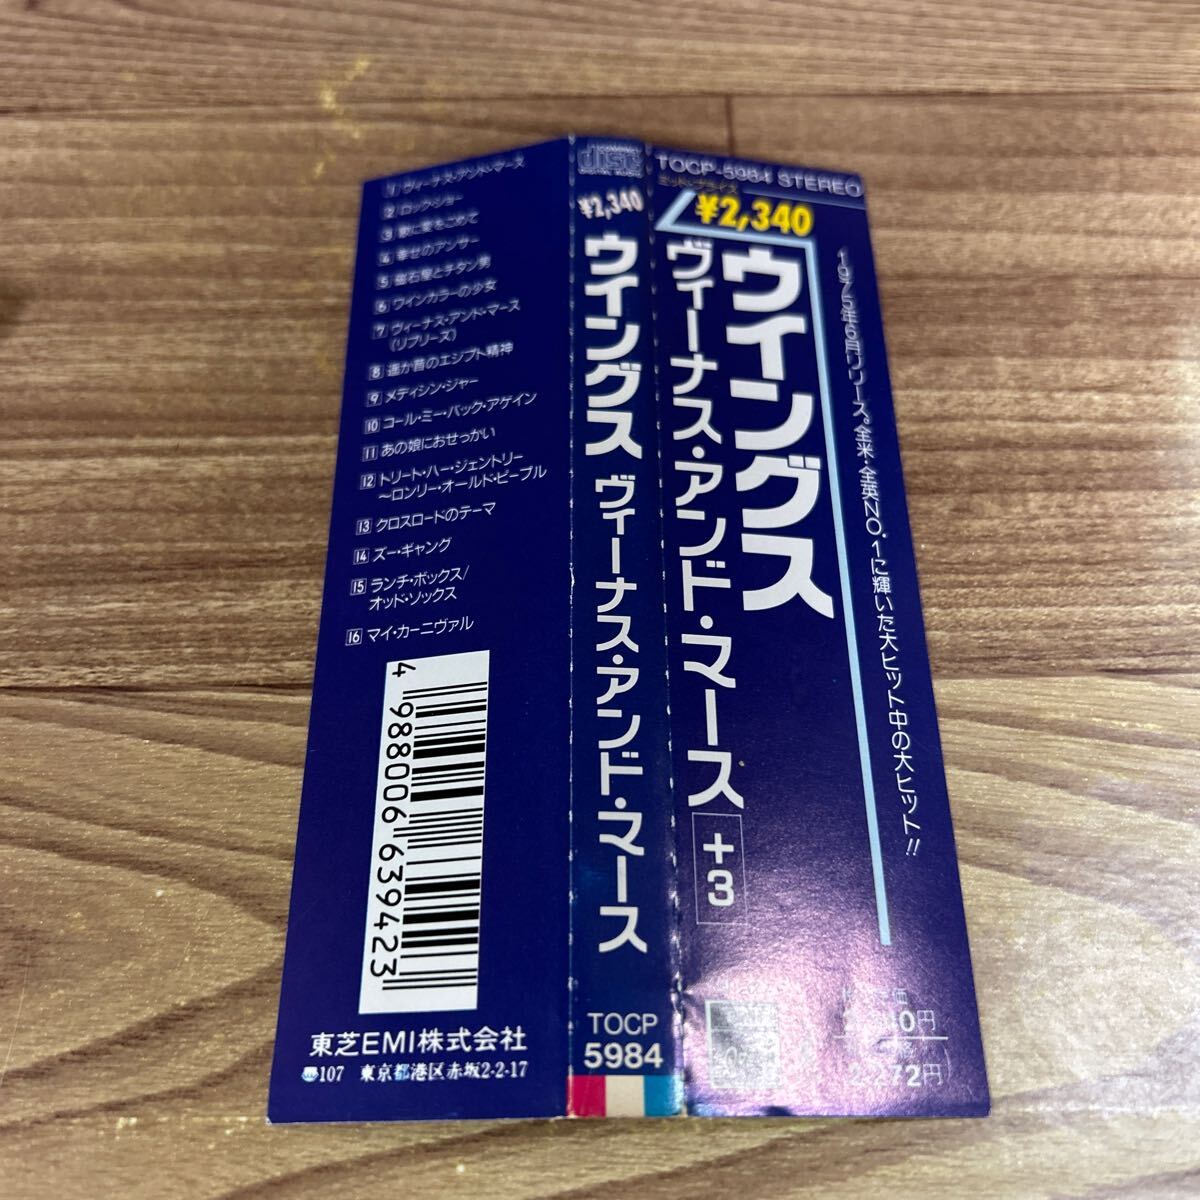 1 ヴィーナス・アンド・マース
2 ロック・ショー
3 歌に愛をこめて
4 幸せのアンサー
5 磁石屋とチタン男
6 ワインカラーの少女
7 ヴィーナス・アンド・マース
(リプリーズ)
8 遥か昔のエジプト精神
9 メディシン・ジャー
10 コール・ミー・バック・アゲイン
11 あの娘におせっかい
12 トリート・ハー・ジェントリー
〜ロンリー・オールド・ピープル
13 クロスロードのテーマ
14 ズー・ギャング
15 ランチ・ボックス/
オッド・ソックス
16 マイ・カーニヴァル
4 988006 639423
東芝EMI株式会社
107 東京都港区赤坂2-2-17
COMPACT
disc
DIGITAL AUDIO
¥2,340
ウイングス ヴィーナス・アンド・マース
TOCP
5984
TOCP-5984 STEREO
ミッド・プライス
¥2,340
ウイングス
ヴィーナス・アンド・マース +3
1975年6月リリース。全米・全英NO.1に輝いた大ヒット中の大ヒット!!
2,272円